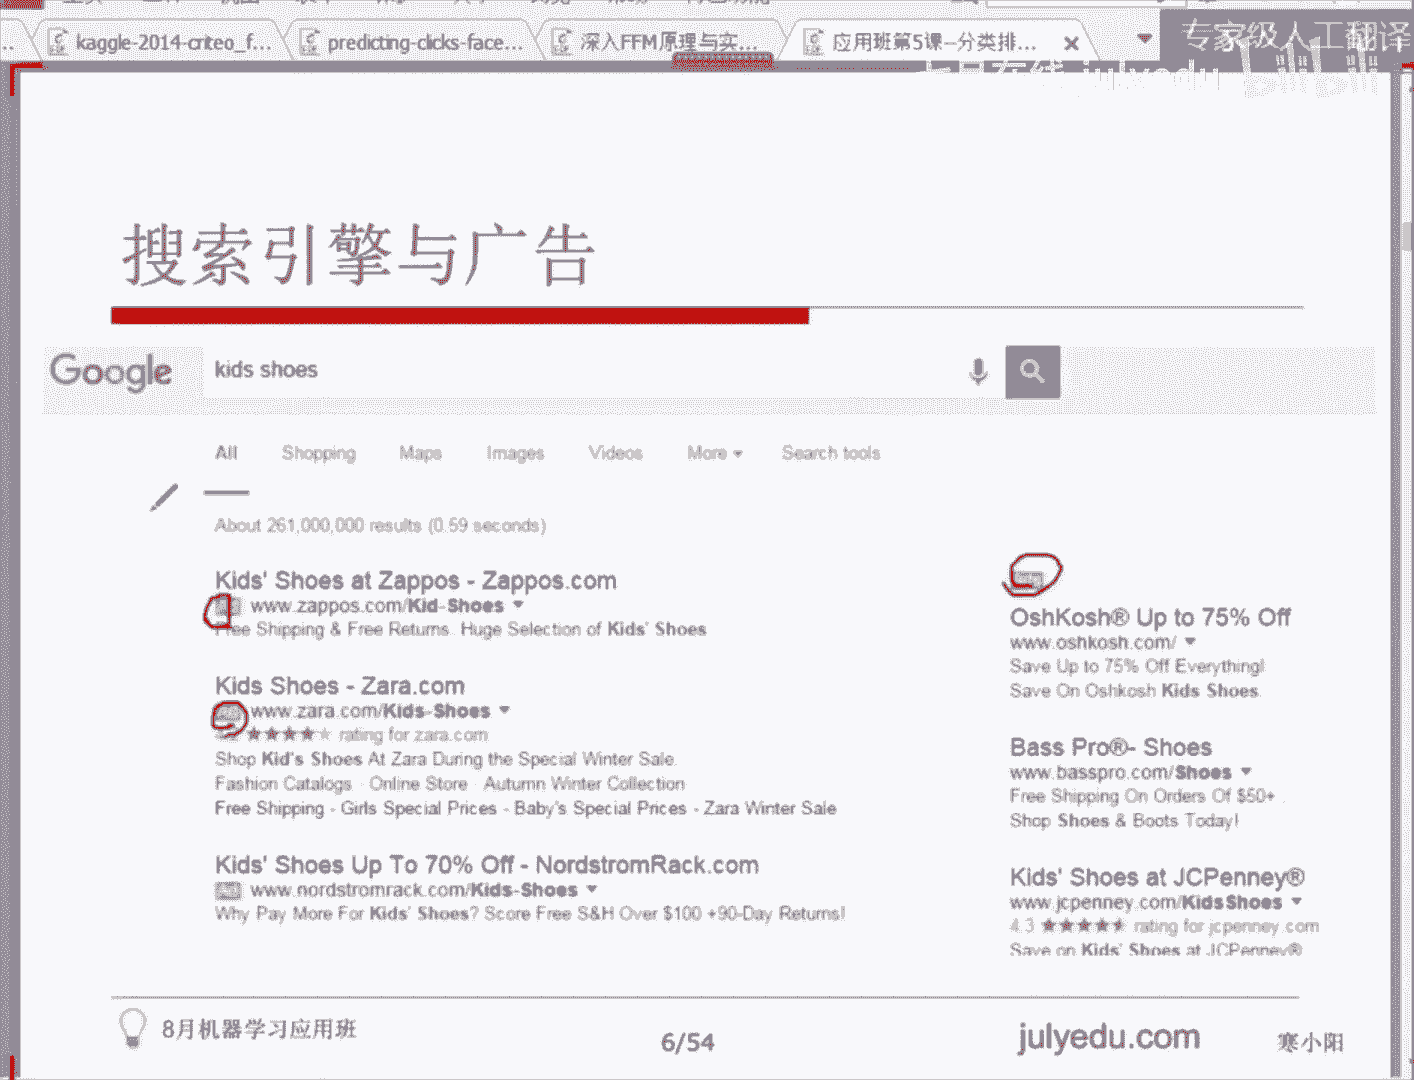 kaggle-2014-criteo_f...
predicting-clicks-face...
深入FFM原理与实...
应用班第5课–分类排...
专家级人工翻译
七月在线 julyedu
bilibili
搜索引擎与广告
Google
kids shoes
All Shopping Maps Images Videos More Search tools
About 261,000,000 results (0.59 seconds)
Kids' Shoes at Zappos - Zappos.com
www.zappos.com/Kid-Shoes
Free Shipping & Free Returns. Huge Selection of Kids' Shoes
Kids Shoes - Zara.com
www.zara.com/Kids-Shoes
rating for zara.com
Shop Kid's Shoes At Zara During the Special Winter Sale.
Fashion Catalogs · Online Store · Autumn Winter Collection
Free Shipping - Girls Special Prices - Baby's Special Prices - Zara Winter Sale
Kids' Shoes Up To 70% Off - NordstromRack.com
Ad www.nordstromrack.com/Kids-Shoes
Why Pay More For Kids' Shoes? Score Free S&H Over $100 +90-Day Returns!
OshKosh® Up to 75% Off
www.oshkosh.com/
Save Up to 75% Off Everything!
Save On Oshkosh Kids Shoes.
Bass Pro®- Shoes
www.basspro.com/Shoes
Free Shipping On Orders Of $50+.
Shop Shoes & Boots Today!
Kids' Shoes at JCPenney®
www.jcpenney.com/KidsShoes
4.3 rating for jcpenney.com
Save on Kids' Shoes at JCPenney®
8月机器学习应用班
6/54
julyedu.com
寒小阳